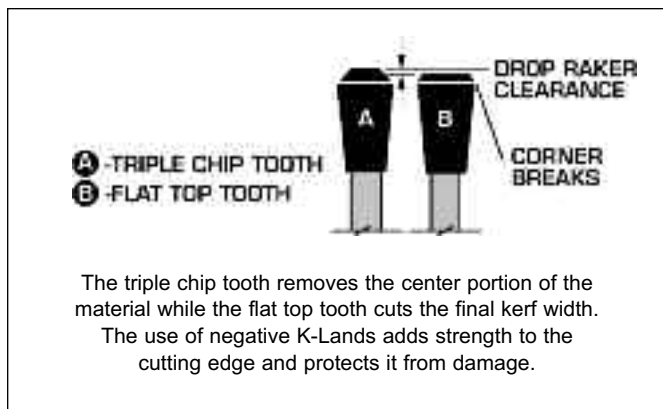 DROP RAKER
CLEARANCE
A B
CORNER
BREAKS
A -TRIPLE CHIP TOOTH
B -FLAT TOP TOOTH
The triple chip tooth removes the center portion of the
material while the flat top tooth cuts the final kerf width.
The use of negative K-Lands adds strength to the
cutting edge and protects it from damage.